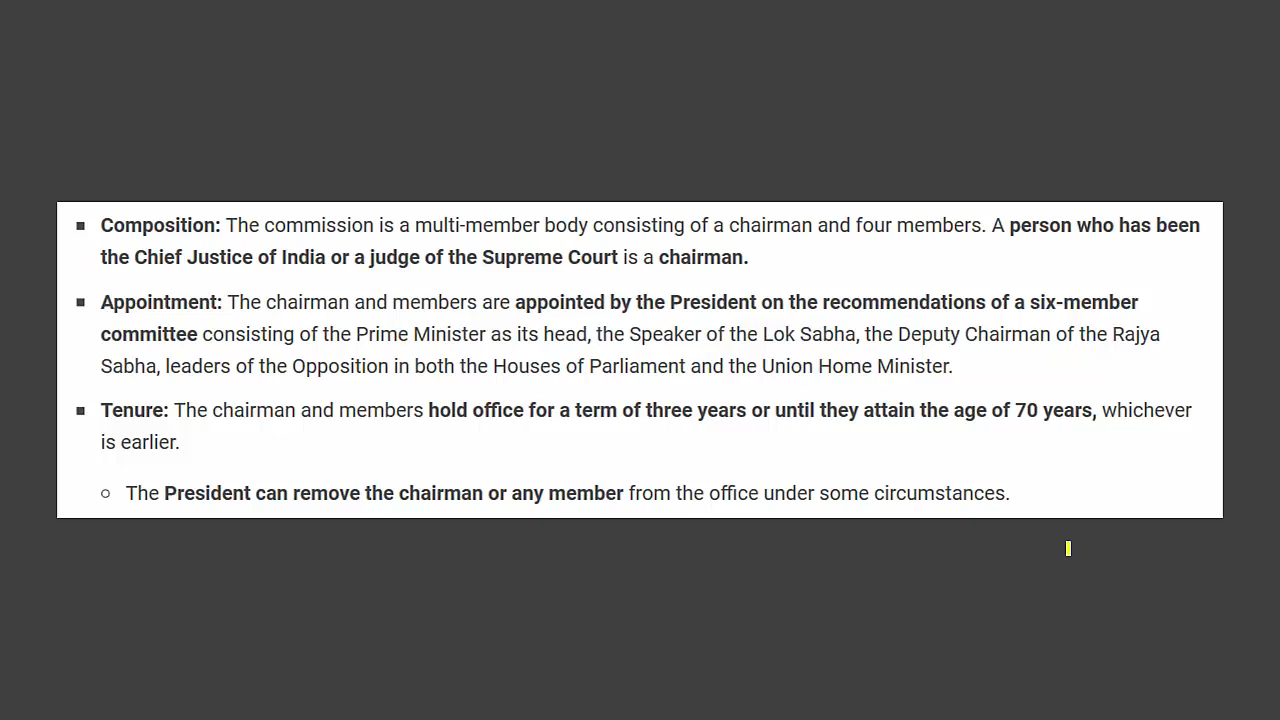 ▪ Composition: The commission is a multi-member body consisting of a chairman and four members. A person who has been
the Chief Justice of India or a judge of the Supreme Court is a chairman.
▪ Appointment: The chairman and members are appointed by the President on the recommendations of a six-member
committee consisting of the Prime Minister as its head, the Speaker of the Lok Sabha, the Deputy Chairman of the Rajya
Sabha, leaders of the Opposition in both the Houses of Parliament and the Union Home Minister.
▪ Tenure: The chairman and members hold office for a term of three years or until they attain the age of 70 years, whichever
is earlier.
○ The President can remove the chairman or any member from the office under some circumstances.